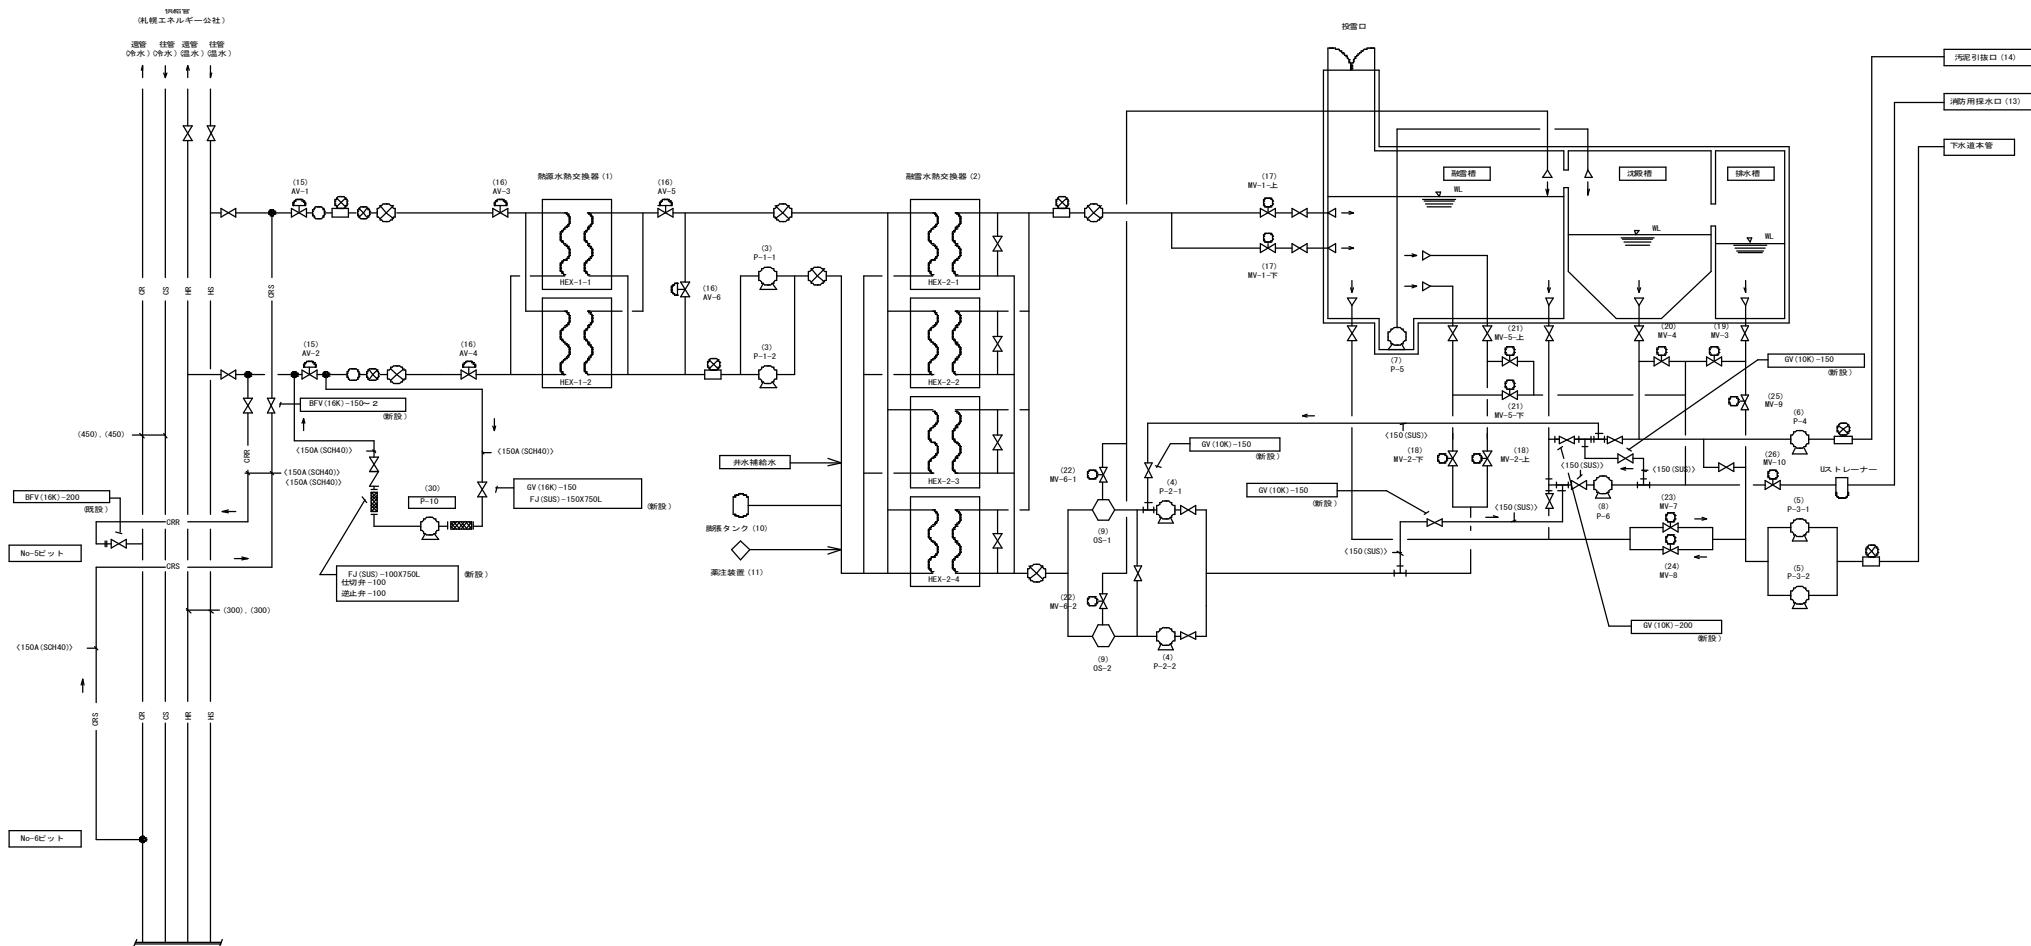 供給管
(札幌エネルギー公社)
還管 往管 還管 往管
(冷水) (冷水) (温水) (温水)
投雪口
汚泥引抜口 (14)
消防用採水口 (13)
下水道本管
(15)
AV-1
(16)
AV-3
熱源水熱交換器 (1)
(16)
AV-5
融雪水熱交換器 (2)
(17)
MV-1-上
融雪槽
沈殿槽
排水槽
WL
WL
WL
(3)
P-1-1
(17)
MV-1-下
HEX-1-1
HEX-2-1
(16)
AV-6
CR
CS
HR
HS
CRS
(15)
AV-2
(16)
AV-4
(3)
P-1-2
HEX-1-2
HEX-2-2
(7)
P-5
(21)
MV-5-上
(20)
MV-4
(19)
MV-3
GV(10K)-150
(新設)
BFV(16K)-150~2
(新設)
(21)
MV-5-下
(25)
MV-9
(6)
P-4
(450), (450)
〈150A(SCH40)〉
〈150A(SCH40)〉
CRR
〈150A(SCH40)〉
〈150A(SCH40)〉
井水補給水
GV(10K)-150
(新設)
〈150(SUS)〉
(18)
MV-2-下
(18)
MV-2-上
〈150(SUS)〉
〈150(SUS)〉
(26)
MV-10
Uストレーナー
(22)
MV-6-1
HEX-2-3
BFV(16K)-200
(既設)
(30)
P-10
GV(16K)-150
FJ(SUS)-150X750L
(新設)
GV(10K)-150
(新設)
(4)
P-2-1
〈150(SUS)〉
(8)
P-6
(23)
MV-7
(5)
P-3-1
CRR
膨張タンク (10)
(9)
OS-1
〈150(SUS)〉
No-5ピット
CRS
薬注装置 (11)
HEX-2-4
(24)
MV-8
(5)
P-3-2
FJ(SUS)-100X750L
仕切弁-100
逆止弁-100
(新設)
(22)
MV-6-2
(300), (300)
GV(10K)-200
(新設)
〈150A(SCH40)〉
(9)
OS-2
(4)
P-2-2
CRS
CR
CS
HR
HS
No-6ピット